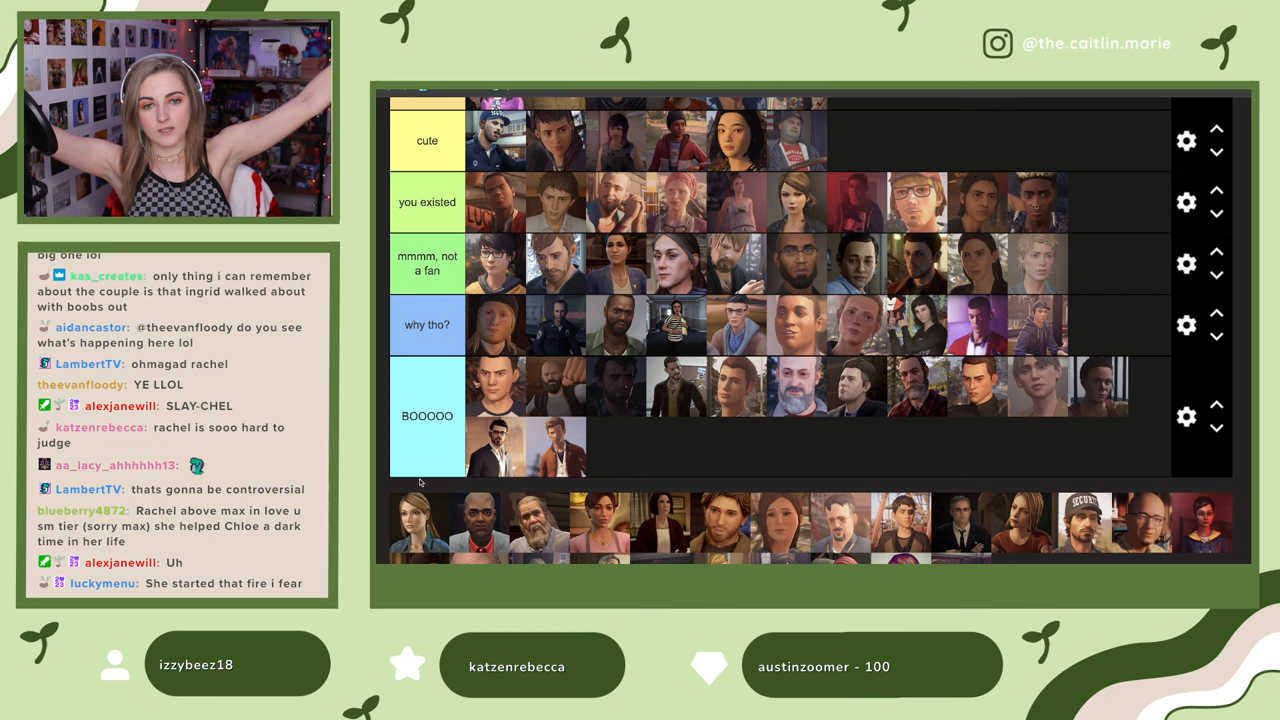 @the.caitlin.marie
big one lol
kas_creates: only thing i can remember
about the couple is that ingrid walked about
with boobs out
aidancastor: @theevanfloody do you see
what's happening here lol
LambertTV: ohmagad rachel
theevanfloody: YE LLOL
alexjanewill: SLAY-CHEL
katzenrebecca: rachel is sooo hard to
judge
aa_lacy_ahhhhhh13:
LambertTV: thats gonna be controversial
blueberry4872: Rachel above max in love u
sm tier (sorry max) she helped Chloe a dark
time in her life
alexjanewill: Uh
luckymenu: She started that fire i fear
cute
you existed
mmmm, not
a fan
why tho?
BOOOOO
SECURITY
izzybeez18
katzenrebecca
austinzoomer - 100